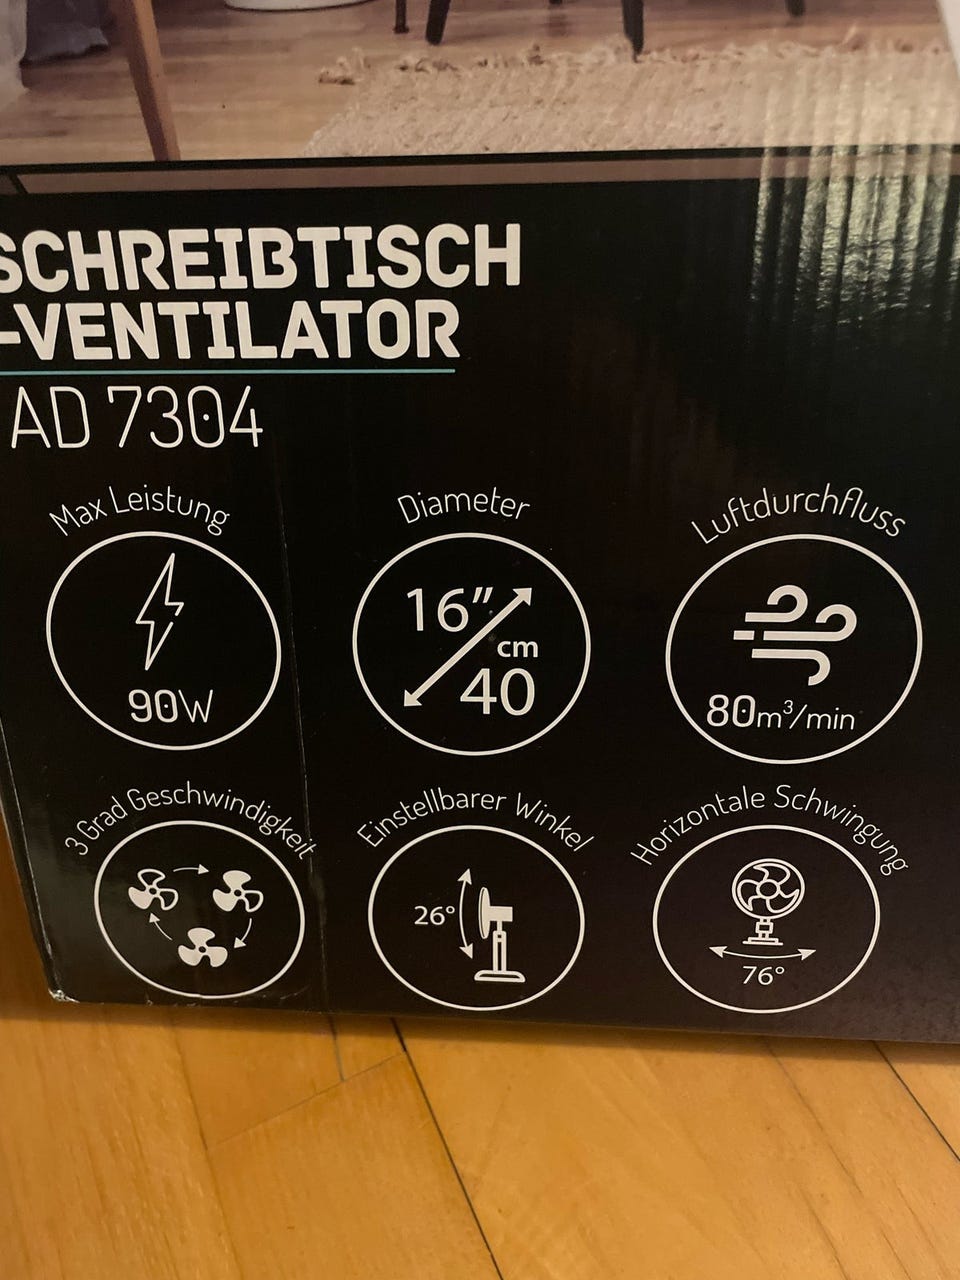 SCHREIBTISCH
-VENTILATOR
AD 7304
Max Leistung
90W
Diameter
16”
cm
40
Luftdurchfluss
80m³/min
3 Grad Geschwindigkeit
Einstellbarer Winkel
26°
Horizontale Schwingung
76°